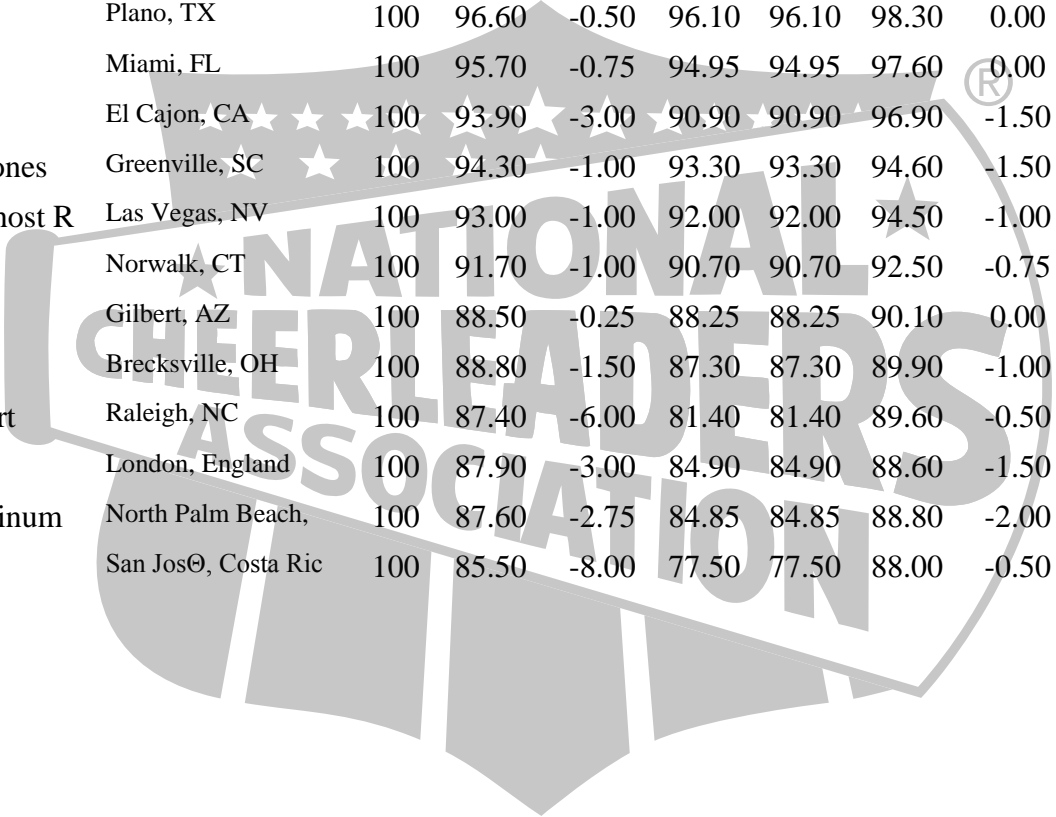 Plano, TX 100 96.60 -0.50 96.10 96.10 98.30 0.00
Miami, FL 100 95.70 -0.75 94.95 94.95 97.60 0.00
®
El Cajon, CA 100 93.90 -3.00 90.90 90.90 96.90 -1.50
ones Greenville, SC 100 94.30 -1.00 93.30 93.30 94.60 -1.50
host R Las Vegas, NV 100 93.00 -1.00 92.00 92.00 94.50 -1.00
Norwalk, CT 100 91.70 -1.00 90.70 90.70 92.50 -0.75
Gilbert, AZ 100 88.50 -0.25 88.25 88.25 90.10 0.00
Brecksville, OH 100 88.80 -1.50 87.30 87.30 89.90 -1.00
rt Raleigh, NC 100 87.40 -6.00 81.40 81.40 89.60 -0.50
London, England 100 87.90 -3.00 84.90 84.90 88.60 -1.50
inum North Palm Beach, 100 87.60 -2.75 84.85 84.85 88.80 -2.00
San JosΘ, Costa Ric 100 85.50 -8.00 77.50 77.50 88.00 -0.50
NATIONAL
CHEERLEADERS
ASSOCIATION